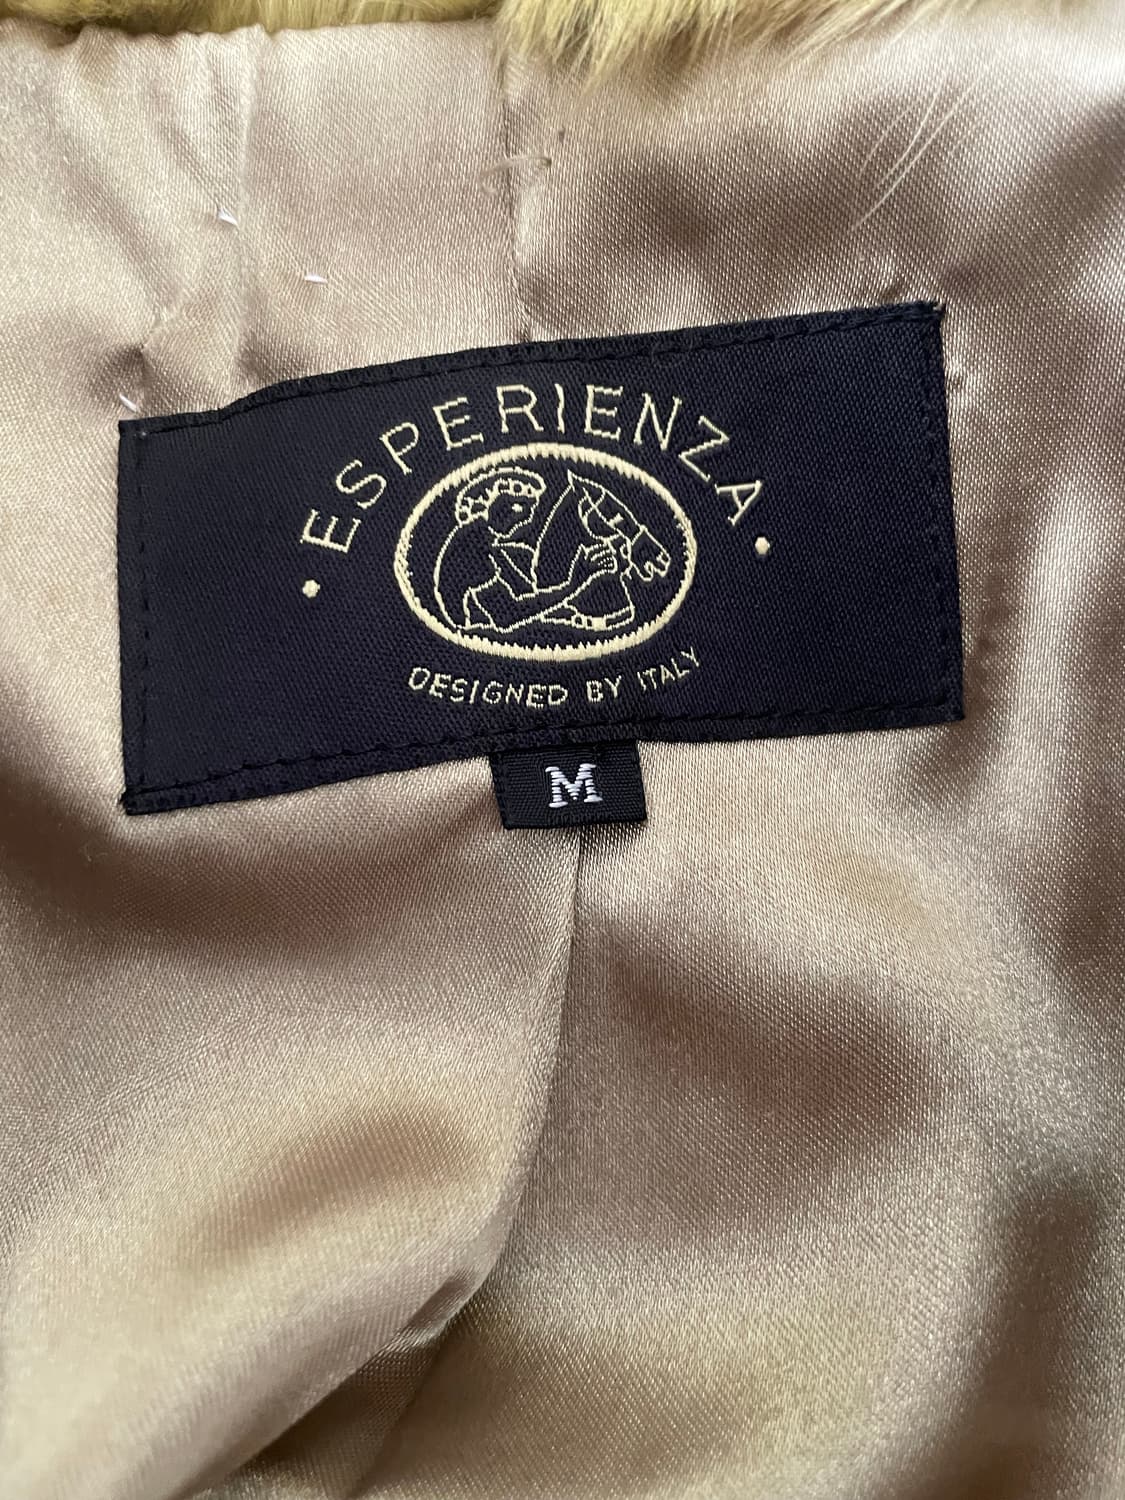 • ESPERIENZA •
DESIGNED BY ITALY
M